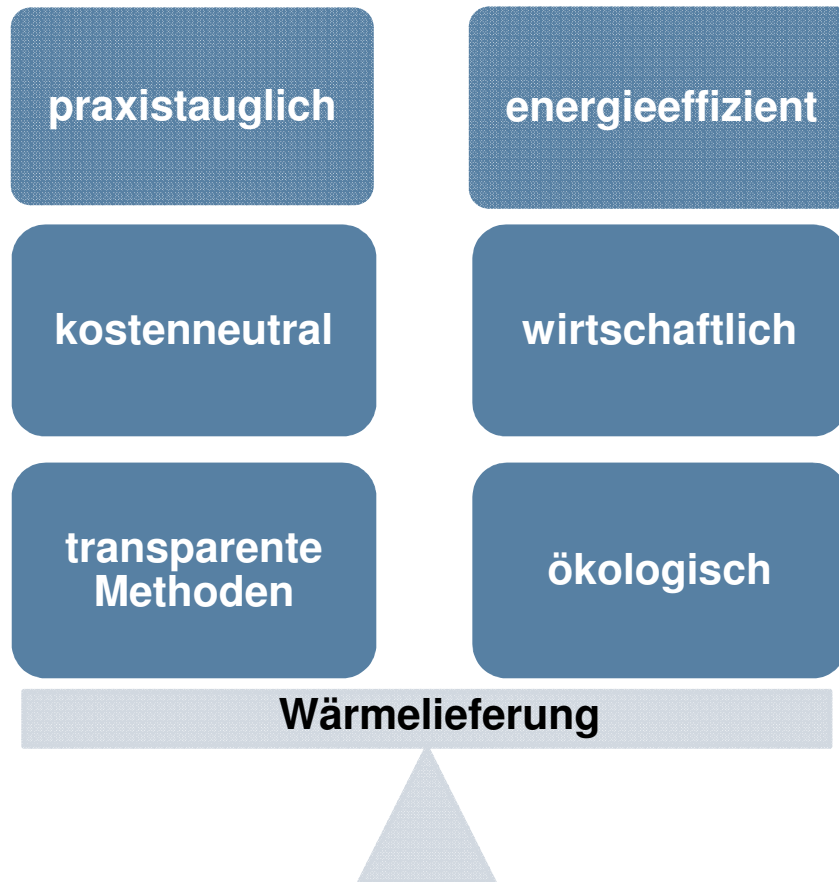 praxistauglich
energieeffizient
kostenneutral
wirtschaftlich
transparente
Methoden
ökologisch
Wärmelieferung